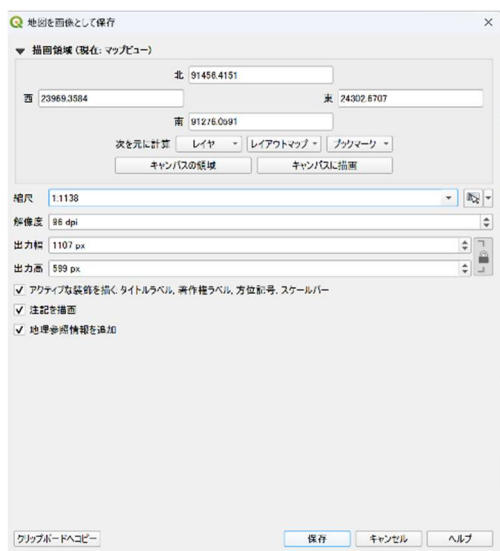 地図を画像として保存
▼ 描画領域 (現在: マップビュー)
北 91456.4151
西 23969.3584 東 24302.6707
南 91276.0591
次を元に計算 レイヤ レイアウトマップ ブックマーク
キャンバスの領域 キャンバスに描画
縮尺 1:1138
解像度 96 dpi
出力幅 1107 px
出力高 599 px
アクティブな装飾を描く: タイトルラベル, 著作権ラベル, 方位記号, スケールバー
注記を描画
地理参照情報を追加
クリップボードへコピー 保存 キャンセル ヘルプ